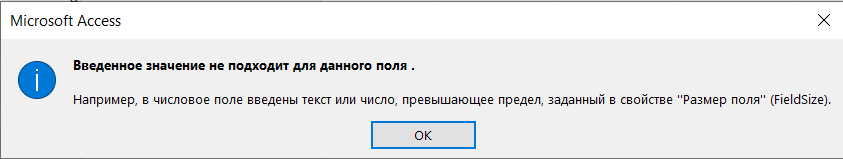 Microsoft Access
Введенное значение не подходит для данного поля .
Например, в числовое поле введены текст или число, превышающее предел, заданный в свойстве "Размер поля" (FieldSize).
OK